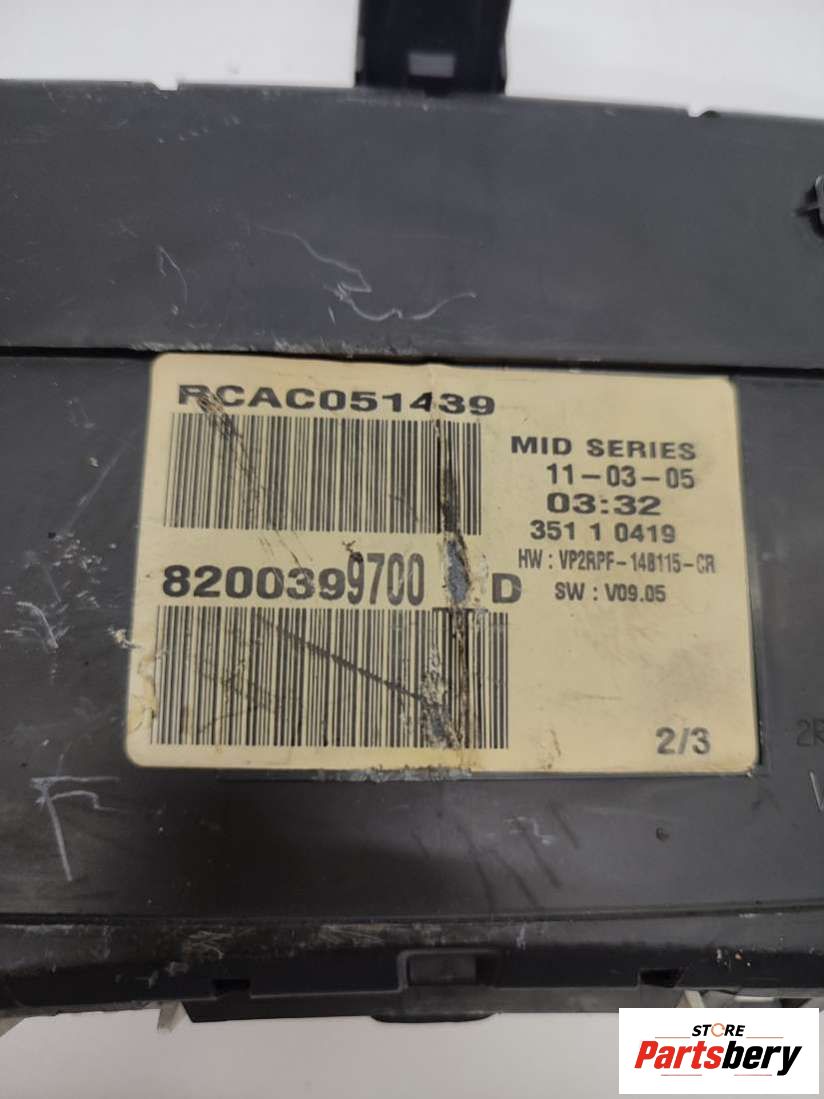 RCAC051439
MID SERIES
11-03-05
03:32
351 1 0419
HW : VP2RPF-14B115-CR
SW : V09.05
8200399700 D
2/3
STORE
Partsbery